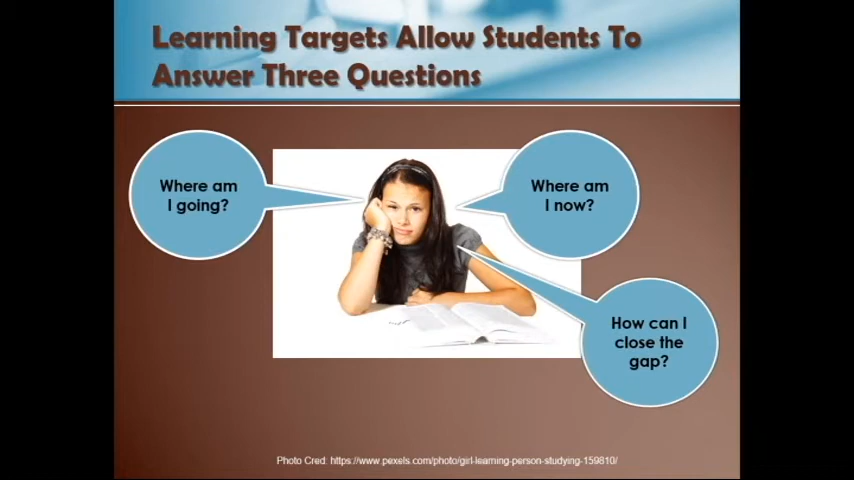 Learning Targets Allow Students To
Answer Three Questions
Where am
I going?
Where am
I now?
How can I
close the
gap?
Photo Cred: https://www.pexels.com/photo/girl-learning-person-studying-159810/